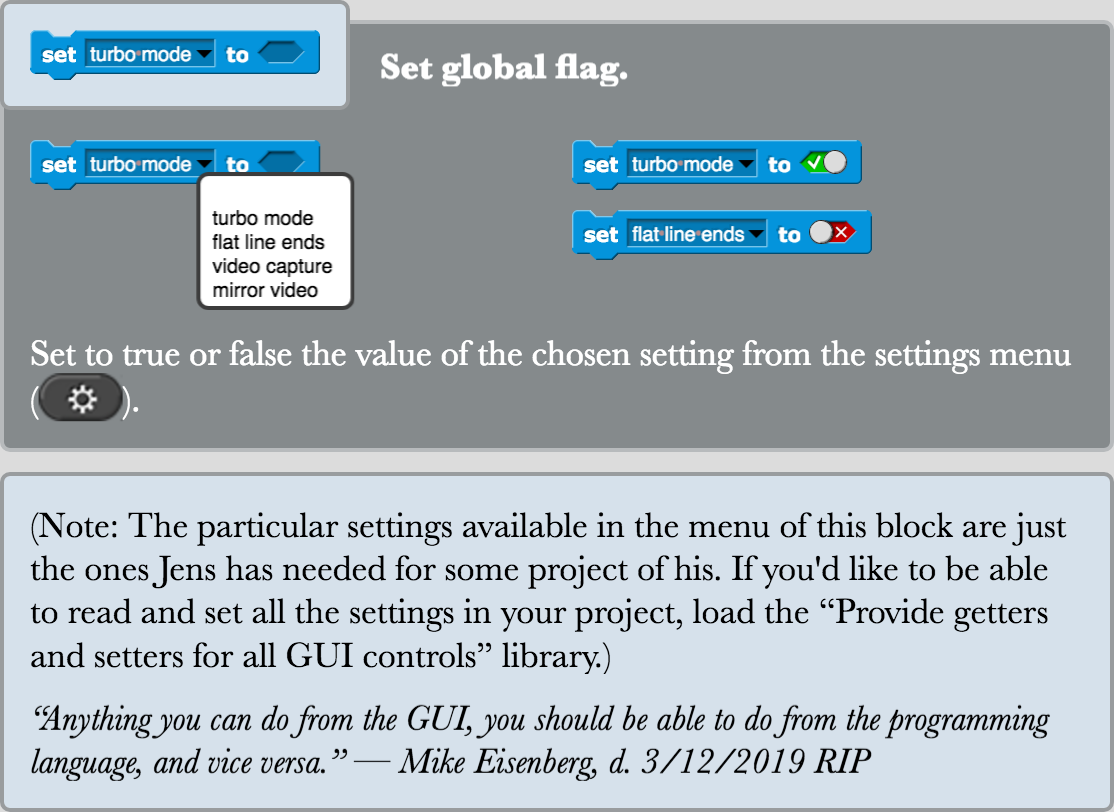 set turbo mode to
Set global flag.
set turbo mode to
turbo mode
flat line ends
video capture
mirror video
set turbo mode to
set flat line ends to
Set to true or false the value of the chosen setting from the settings menu
( ).
(Note: The particular settings available in the menu of this block are just
the ones Jens has needed for some project of his. If you'd like to be able
to read and set all the settings in your project, load the “Provide getters
and setters for all GUI controls” library.)
“Anything you can do from the GUI, you should be able to do from the programming
language, and vice versa.” — Mike Eisenberg, d. 3/12/2019 RIP